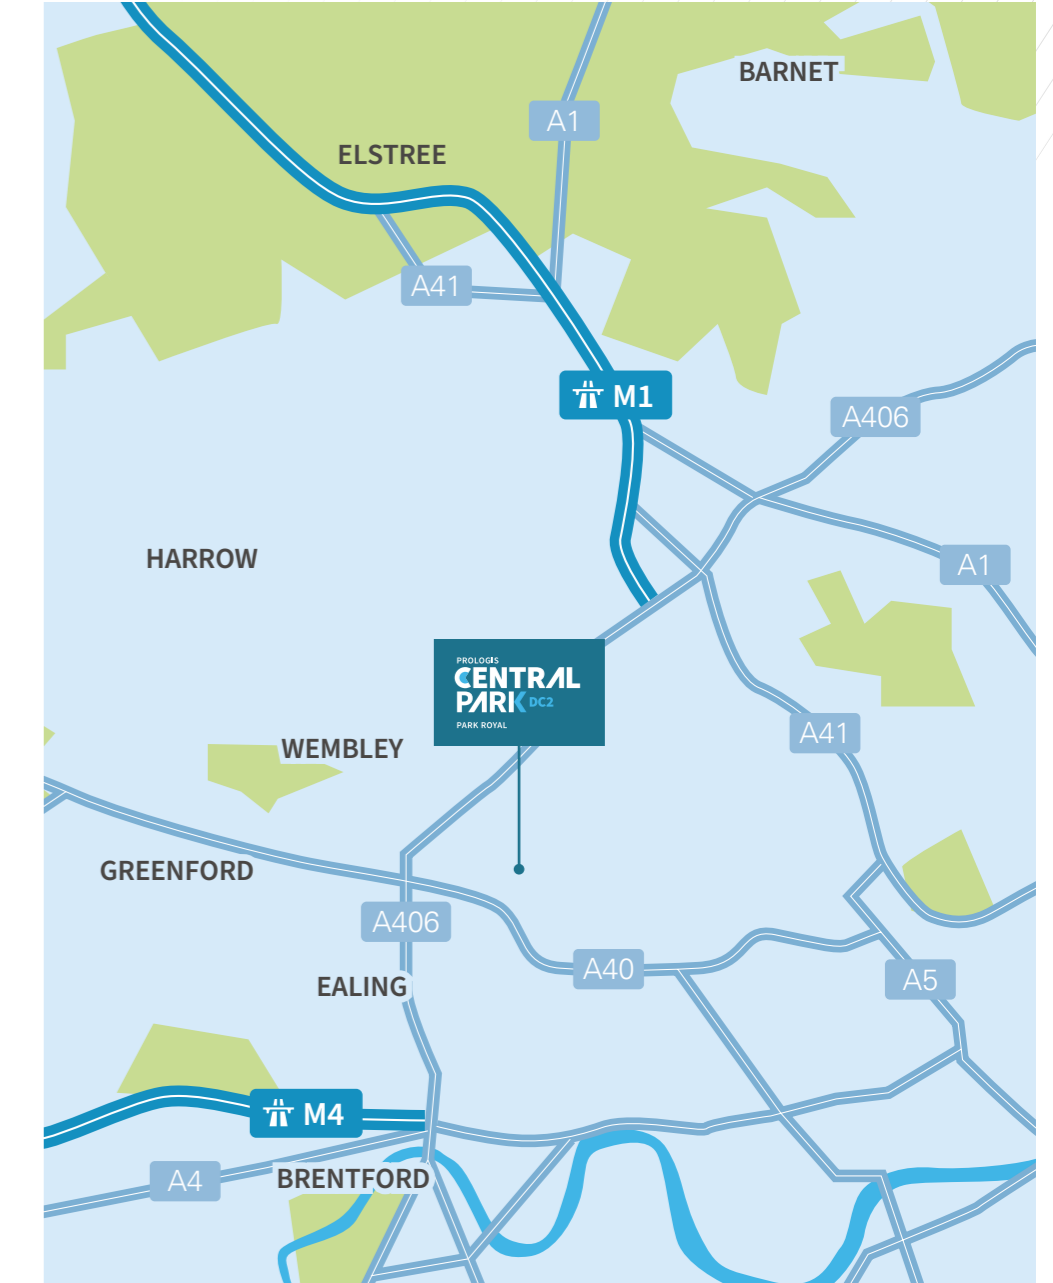 BARNET
A1
ELSTREE
A41
M1
A406
HARROW
A1
PROLOGIS
CENTRAL
PARK DC2
PARK ROYAL
A41
WEMBLEY
GREENFORD
A406
A40
A5
EALING
M4
A4
BRENTFORD